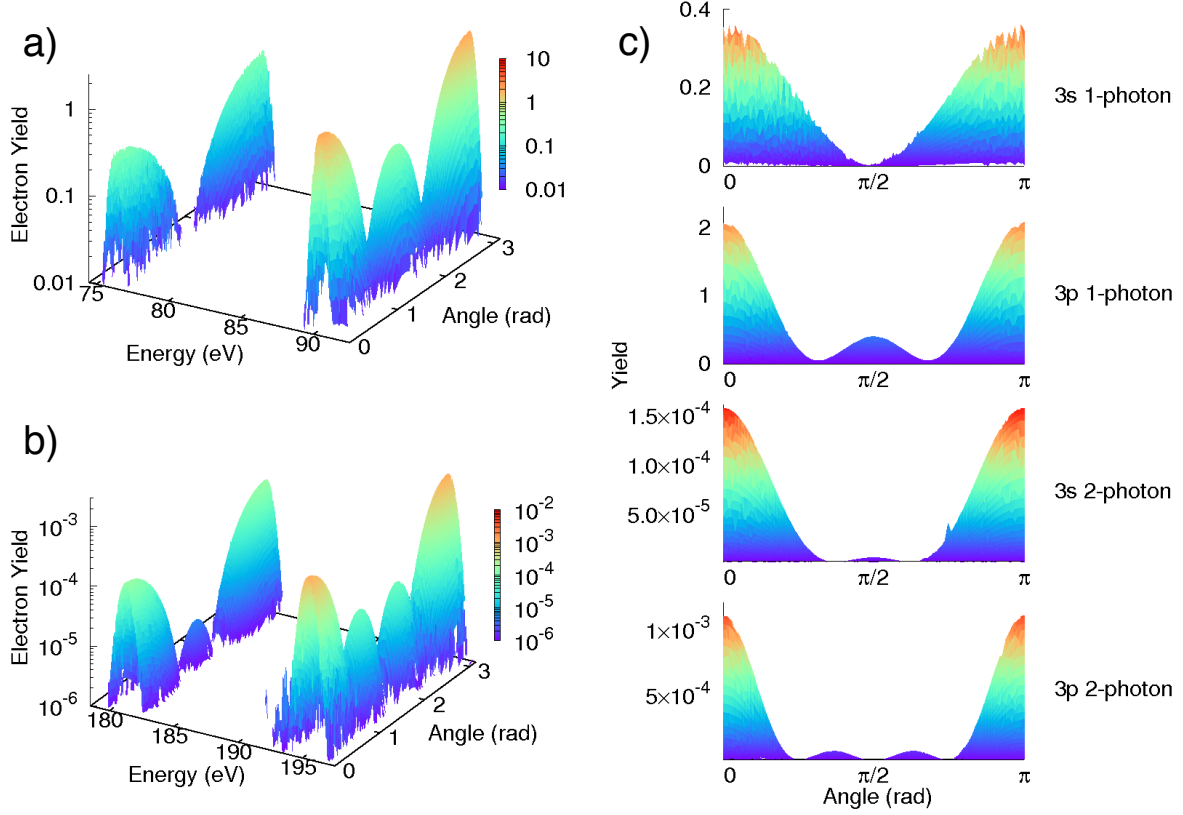 a)
Electron Yield
1
0.1
0.01
75
80
85
90
Energy (eV)
0
1
2
3
Angle (rad)
10
1
0.1
0.01
b)
Electron Yield
10⁻³
10⁻⁴
10⁻⁵
10⁻⁶
180
185
190
195
Energy (eV)
0
1
2
3
Angle (rad)
10⁻²
10⁻³
10⁻⁴
10⁻⁵
10⁻⁶
c)
Yield
0.4
0.2
0
0 π/2 π
3s 1-photon
2
1
0
0 π/2 π
3p 1-photon
1.5×10⁻⁴
1.0×10⁻⁴
5.0×10⁻⁵
0 π/2 π
3s 2-photon
1×10⁻³
5×10⁻⁴
0 π/2 π
3p 2-photon
Angle (rad)